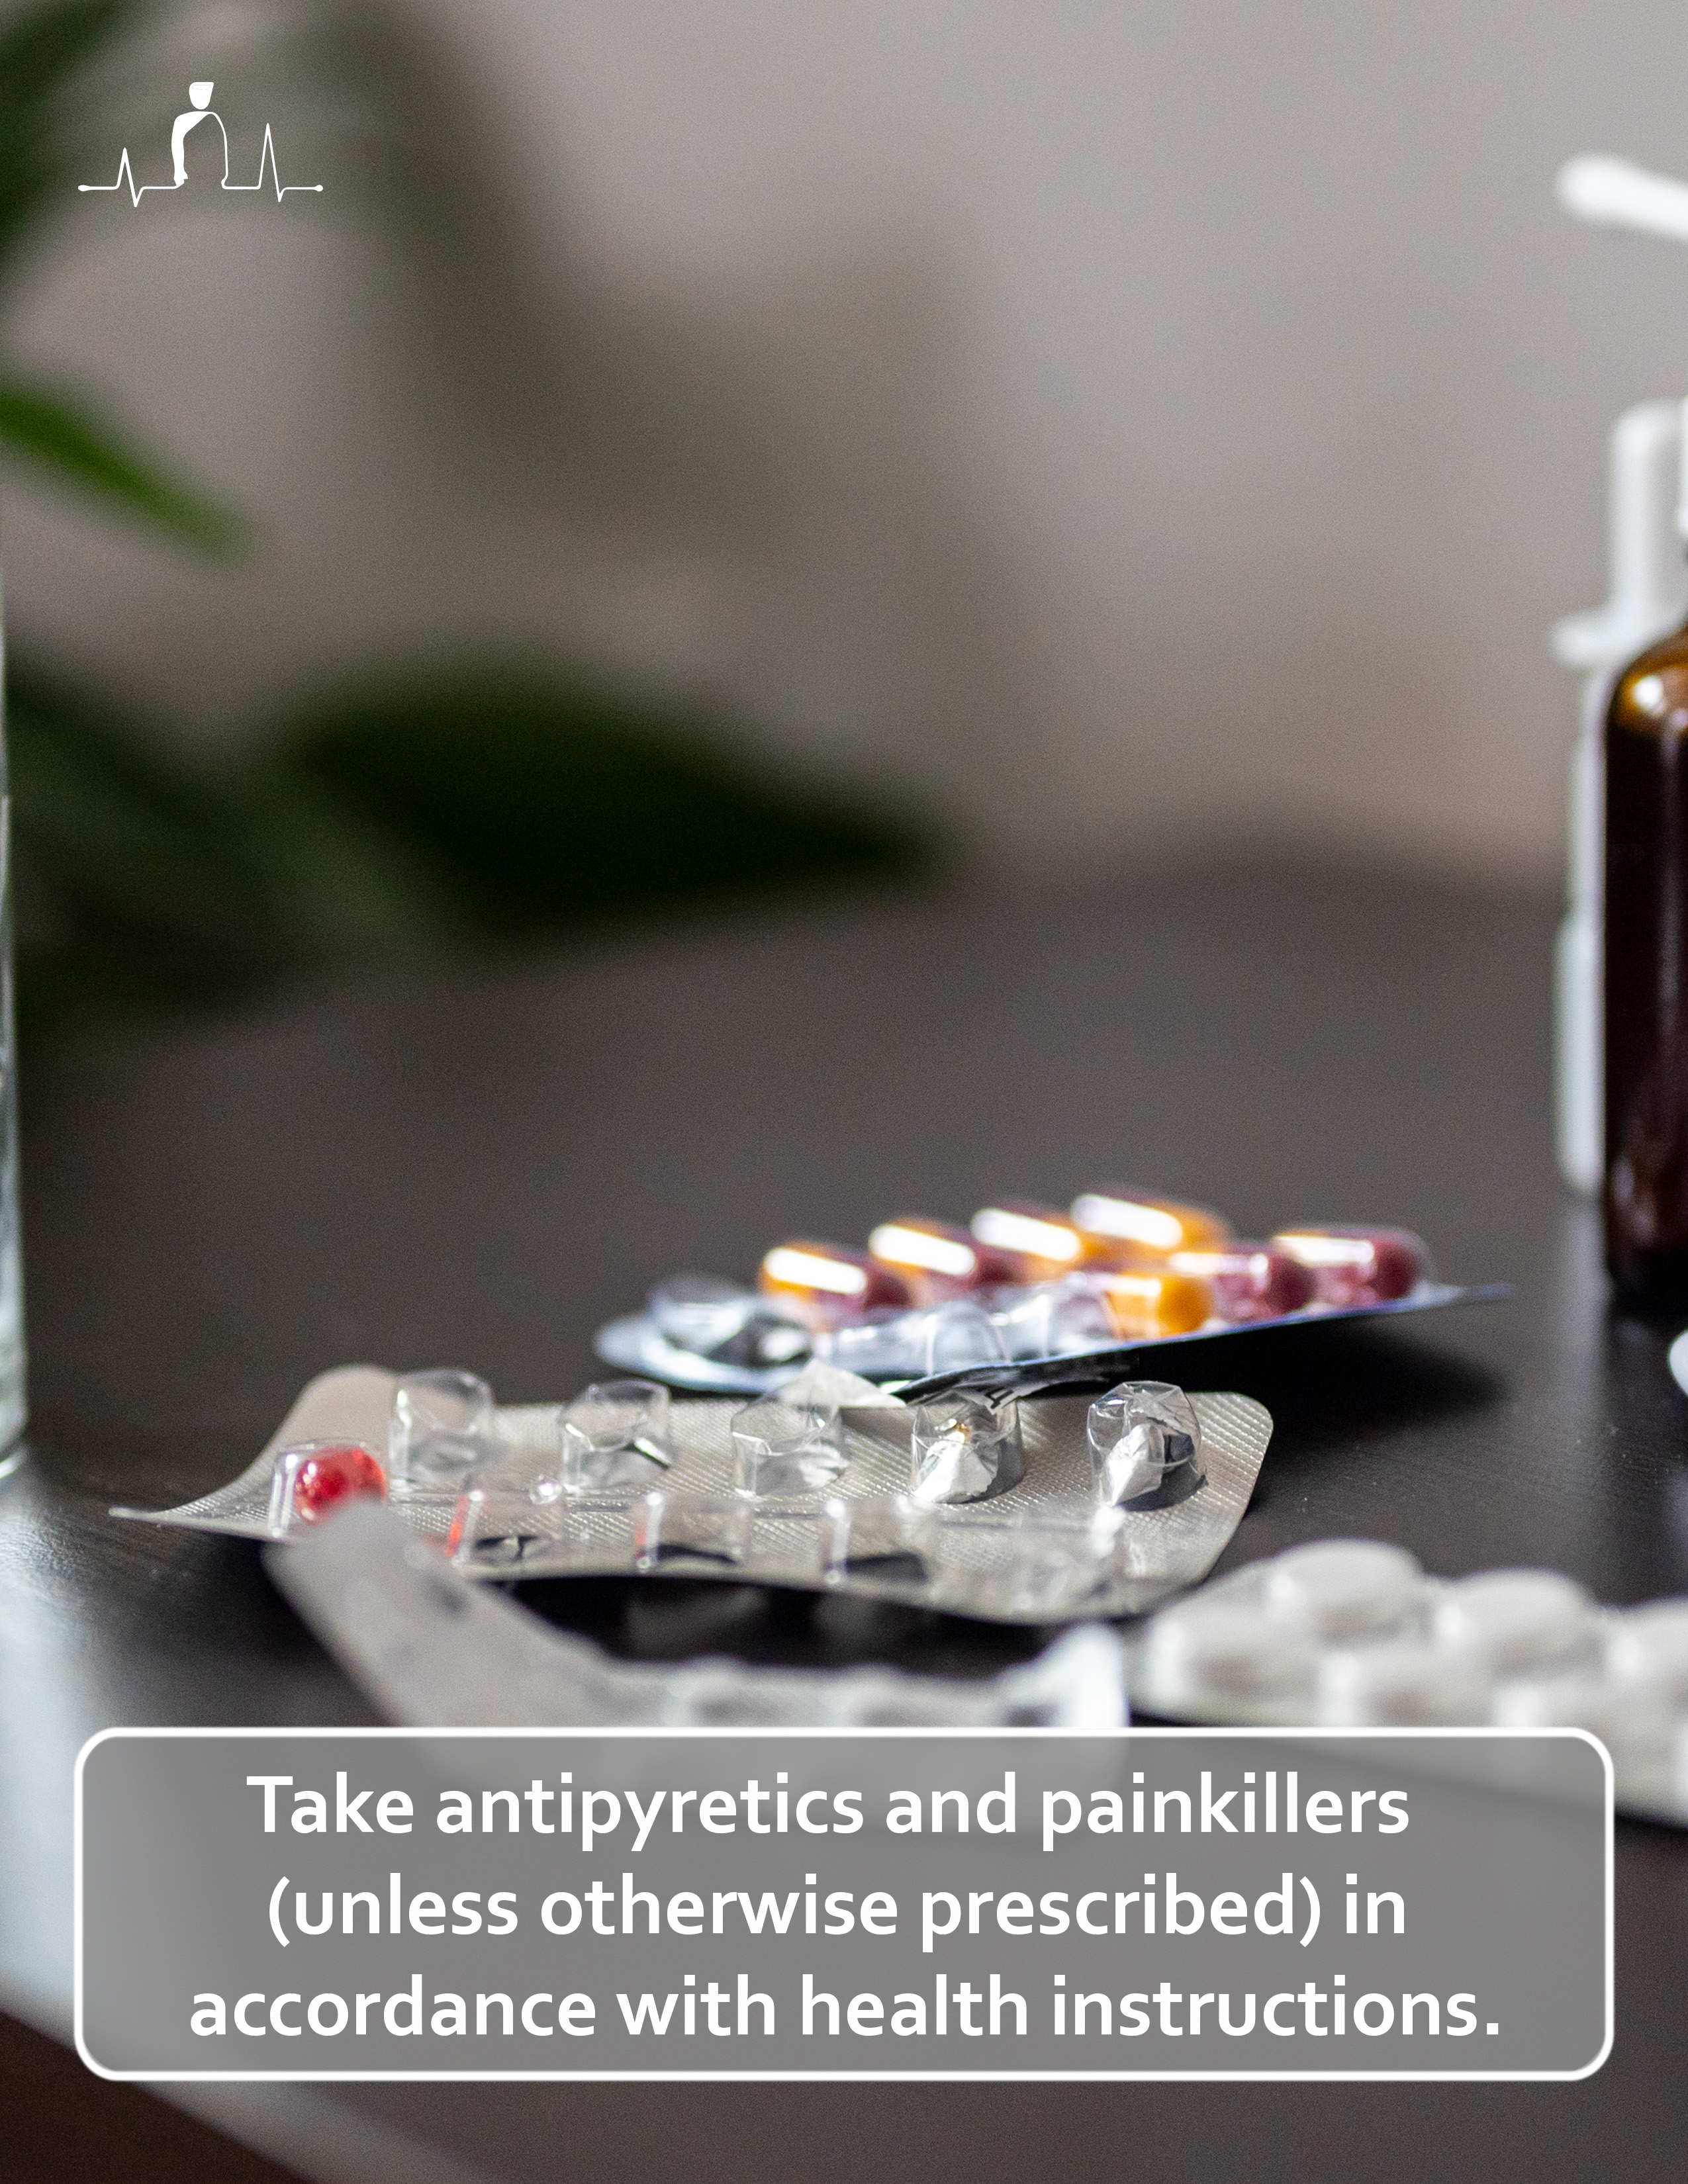 Take antipyretics and painkillers
(unless otherwise prescribed) in
accordance with health instructions.